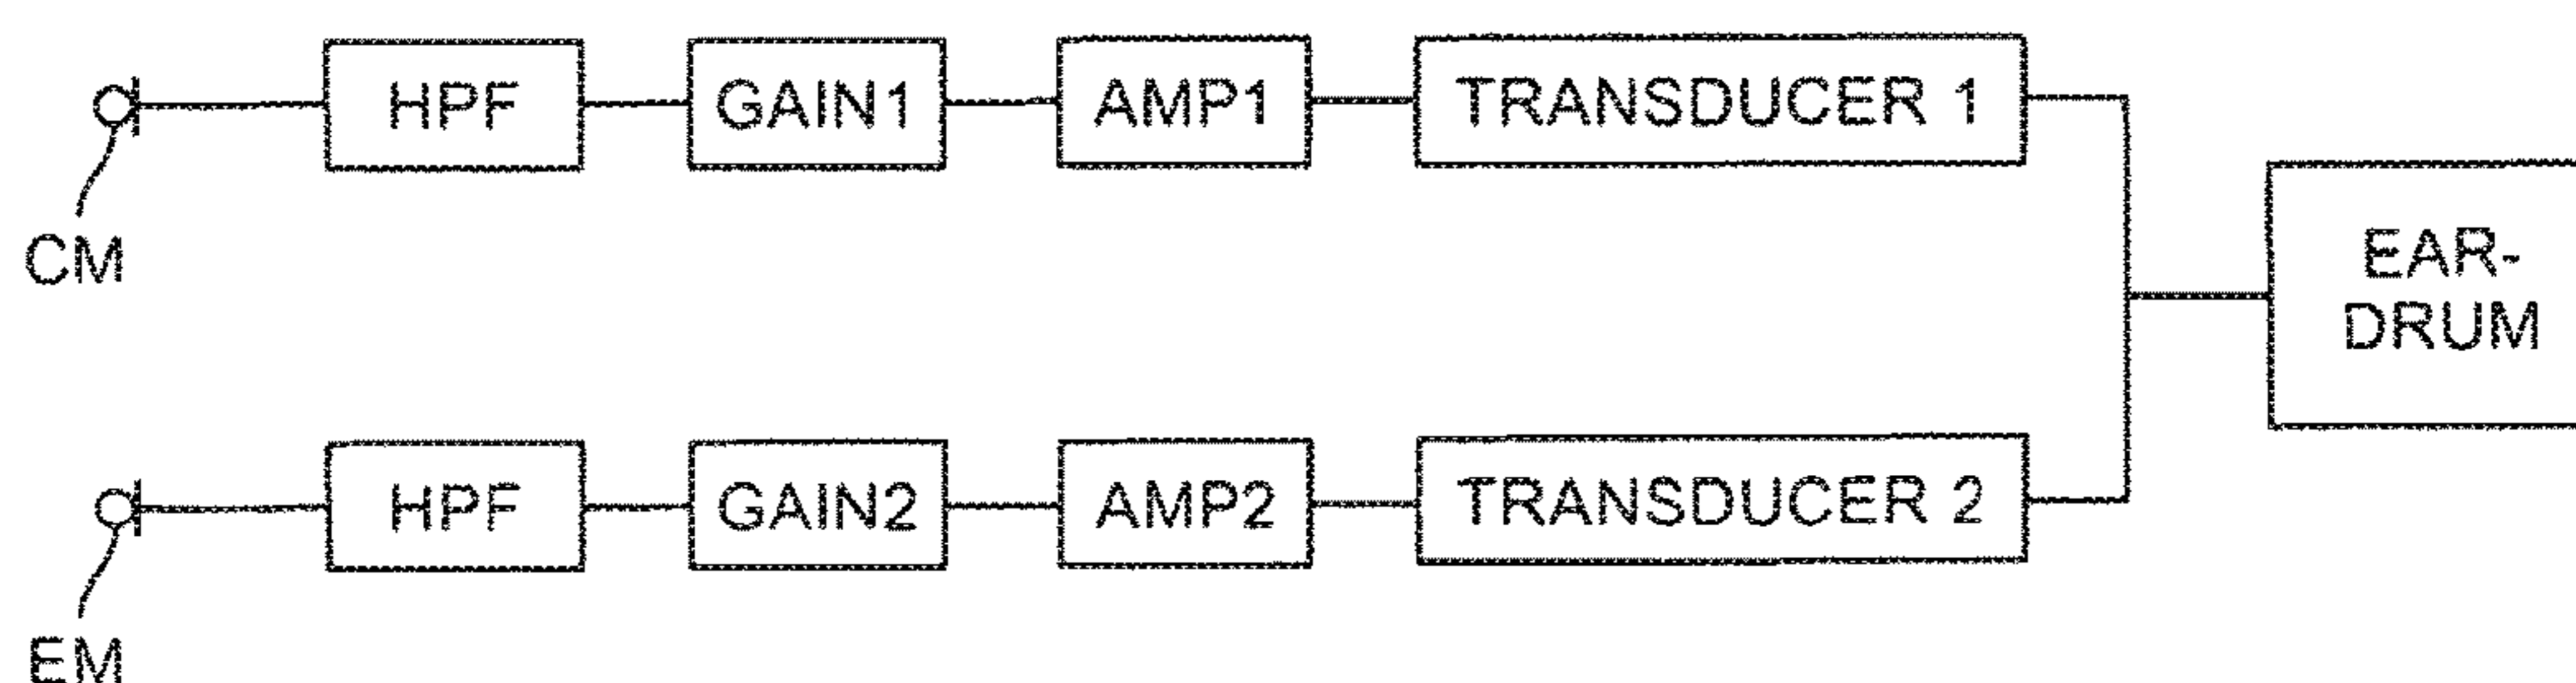 HPF GAIN1 AMP1 TRANSDUCER 1
CM
EAR-
DRUM
HPF GAIN2 AMP2 TRANSDUCER 2
EM